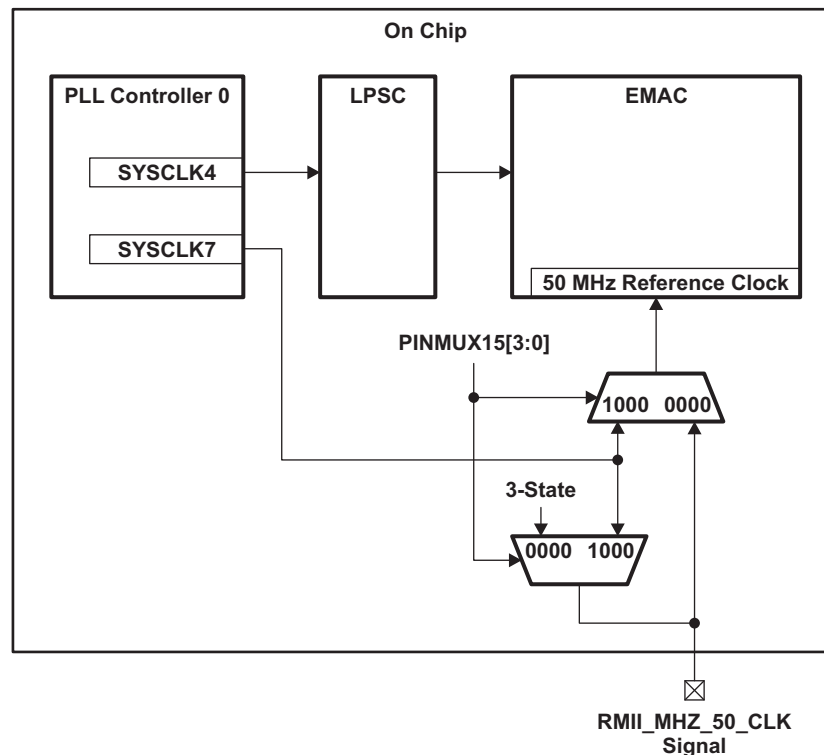 On Chip
PLL Controller 0
LPSC
EMAC
SYSCLK4
SYSCLK7
50 MHz Reference Clock
PINMUX15[3:0]
1000 0000
3-State
0000 1000
RMII_MHZ_50_CLK
Signal